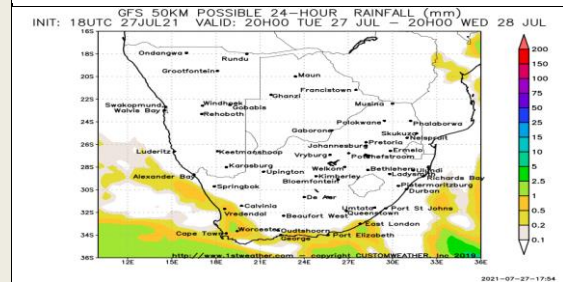 GFS 50KM POSSIBLE 24-HOUR RAINFALL (mm)
INIT: 18UTC 27JUL21 VALID: 20H00 TUE 27 JUL - 20H00 WED 28 JUL
16S
18S
20S
22S
24S
26S
28S
30S
32S
34S
36S
Ondangwa
Rundu
Grootfontein
Maun
Francistown
Ghanzi
Musina
Swakopmund
Windhoek
Gobabis
Walvis Bay
Rehoboth
Polokwane
Phalaborwa
Gaborone
Skukuza
Nelspruit
Pretoria
Johannesburg
Luderitz
Keetmanshoop
Vryburg
Potchefstroom
Ermelo
Karasburg
Upington
Welkom
Bethlehem
Ulundi
Alexander Bay
Kimberley
Ladysmith
Richards Bay
Bloemfontein
Springbok
Pietermaritzburg
Durban
De Aar
Calvinia
Umtata
Port St Johns
Vredendal
Beaufort West
Queenstown
East London
Cape Town
Worcester
Oudtshoorn
George
Port Elizabeth
http://www.1stweather.com - copyright CUSTOMWEATHER, Inc 2019
12E
15E
18E
21E
24E
27E
30E
33E
36E
200
150
100
75
50
25
15
10
5
2.5
1
0.5
0.2
0.1
2021-07-27-17:54